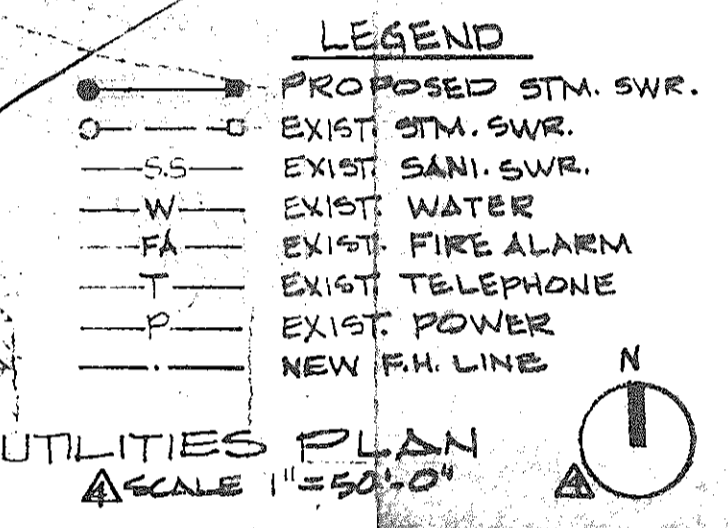 LEGEND
PROPOSED STM. SWR.
EXIST. STM. SWR.
S.S EXIST. SANI. SWR.
W EXIST. WATER
FA EXIST. FIRE ALARM
T EXIST. TELEPHONE
P EXIST. POWER
NEW F.H. LINE
N
UTILITIES PLAN
4 SCALE 1"=50'-0"